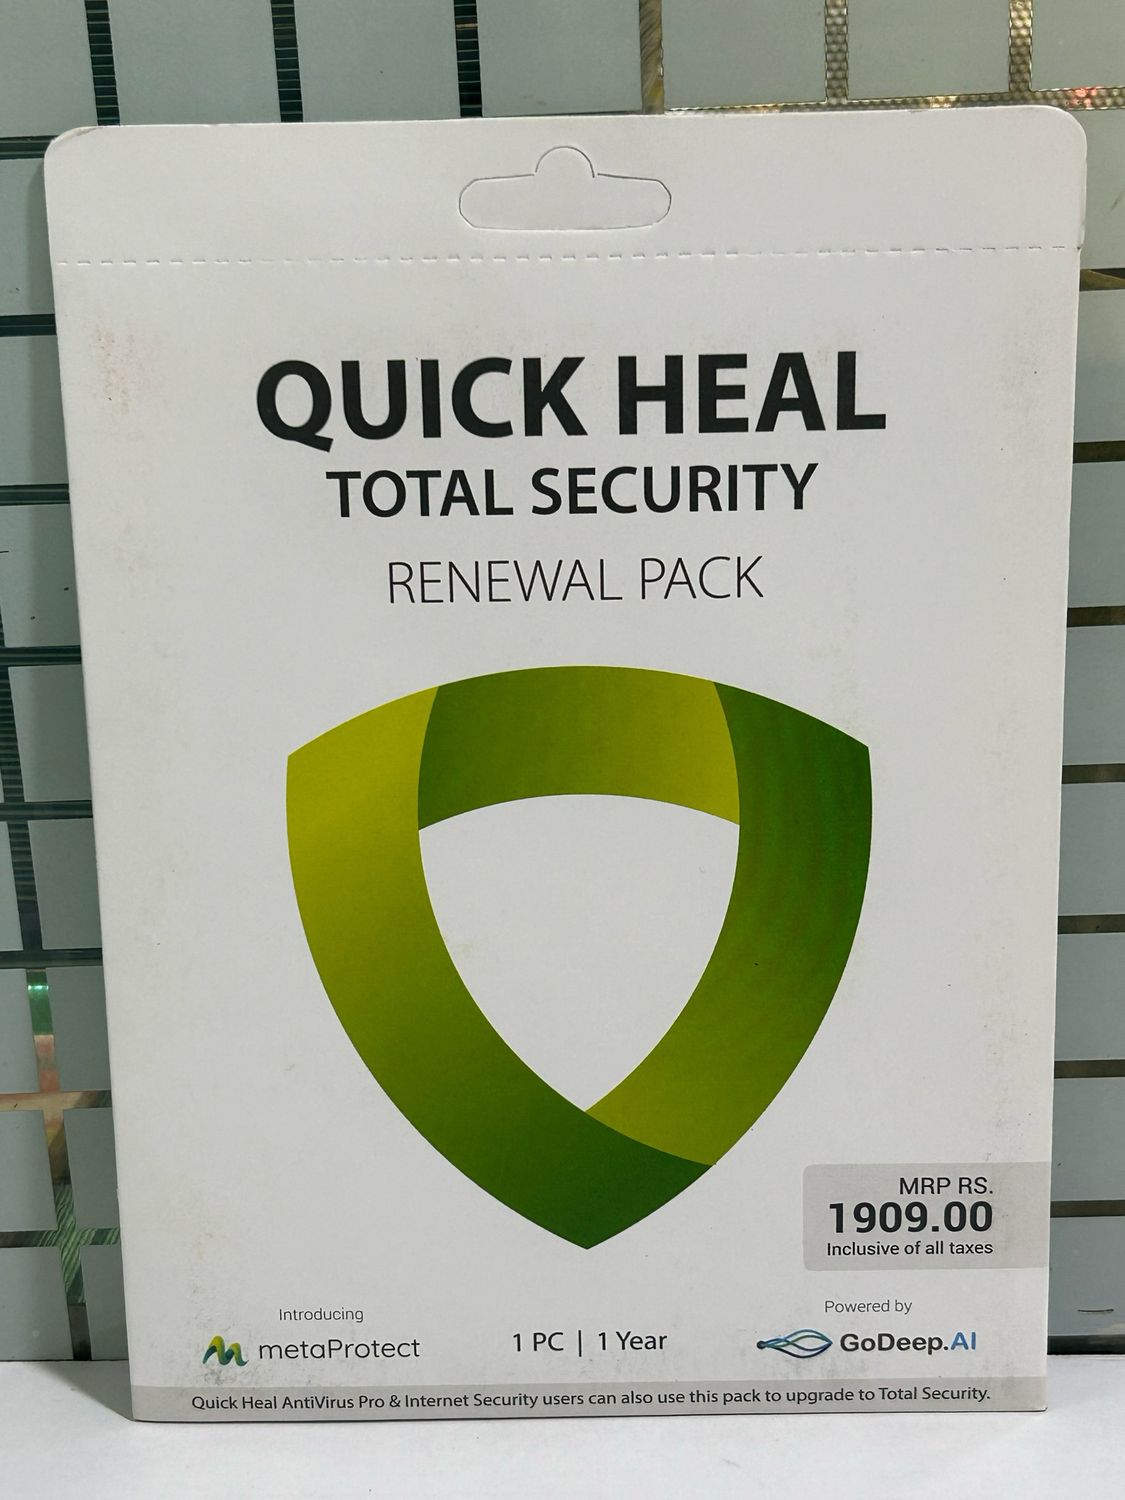 QUICK HEAL
TOTAL SECURITY
RENEWAL PACK
MRP RS.
1909.00
Inclusive of all taxes
Introducing
metaProtect
1 PC | 1 Year
Powered by
GoDeep.AI
Quick Heal AntiVirus Pro & Internet Security users can also use this pack to upgrade to Total Security.